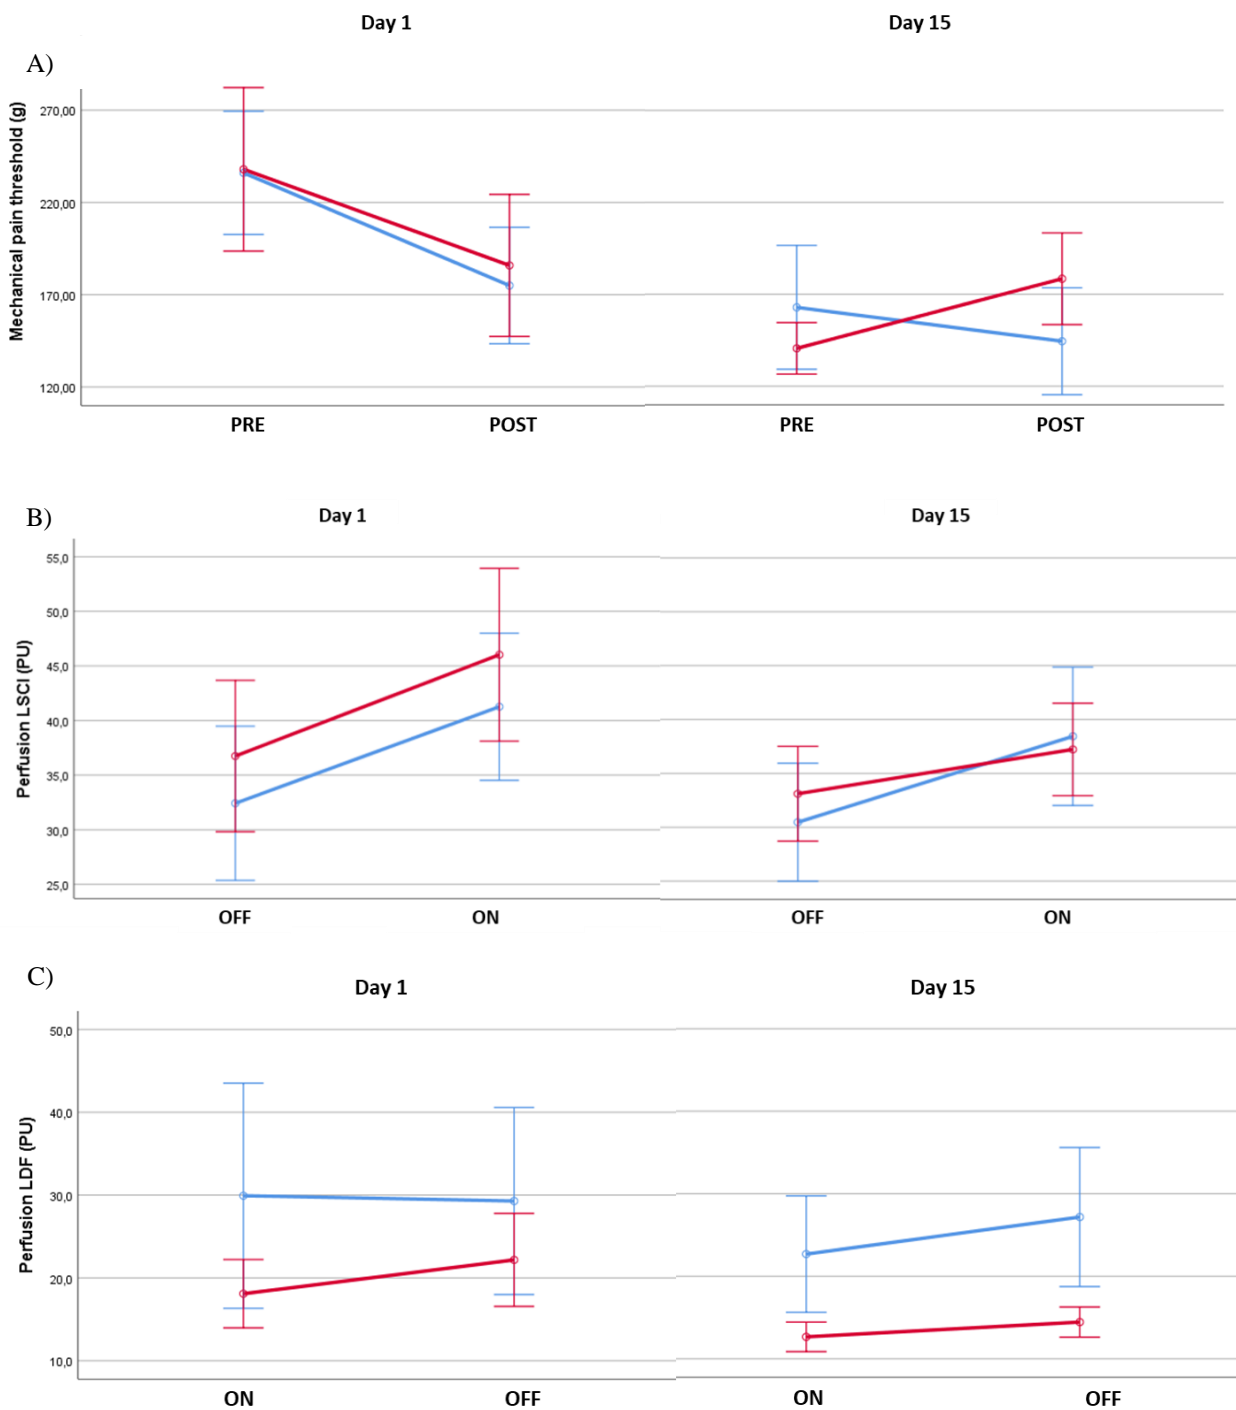 Day 1
Day 15
A)
Mechanical pain threshold (g)
270,00
220,00
170,00
120,00
PRE
POST
PRE
POST
B)
Day 1
Day 15
Perfusion LSCI (PU)
55,0
50,0
45,0
40,0
35,0
30,0
25,0
OFF
ON
OFF
ON
C)
Day 1
Day 15
Perfusion LDF (PU)
50,0
40,0
30,0
20,0
10,0
ON
OFF
ON
OFF